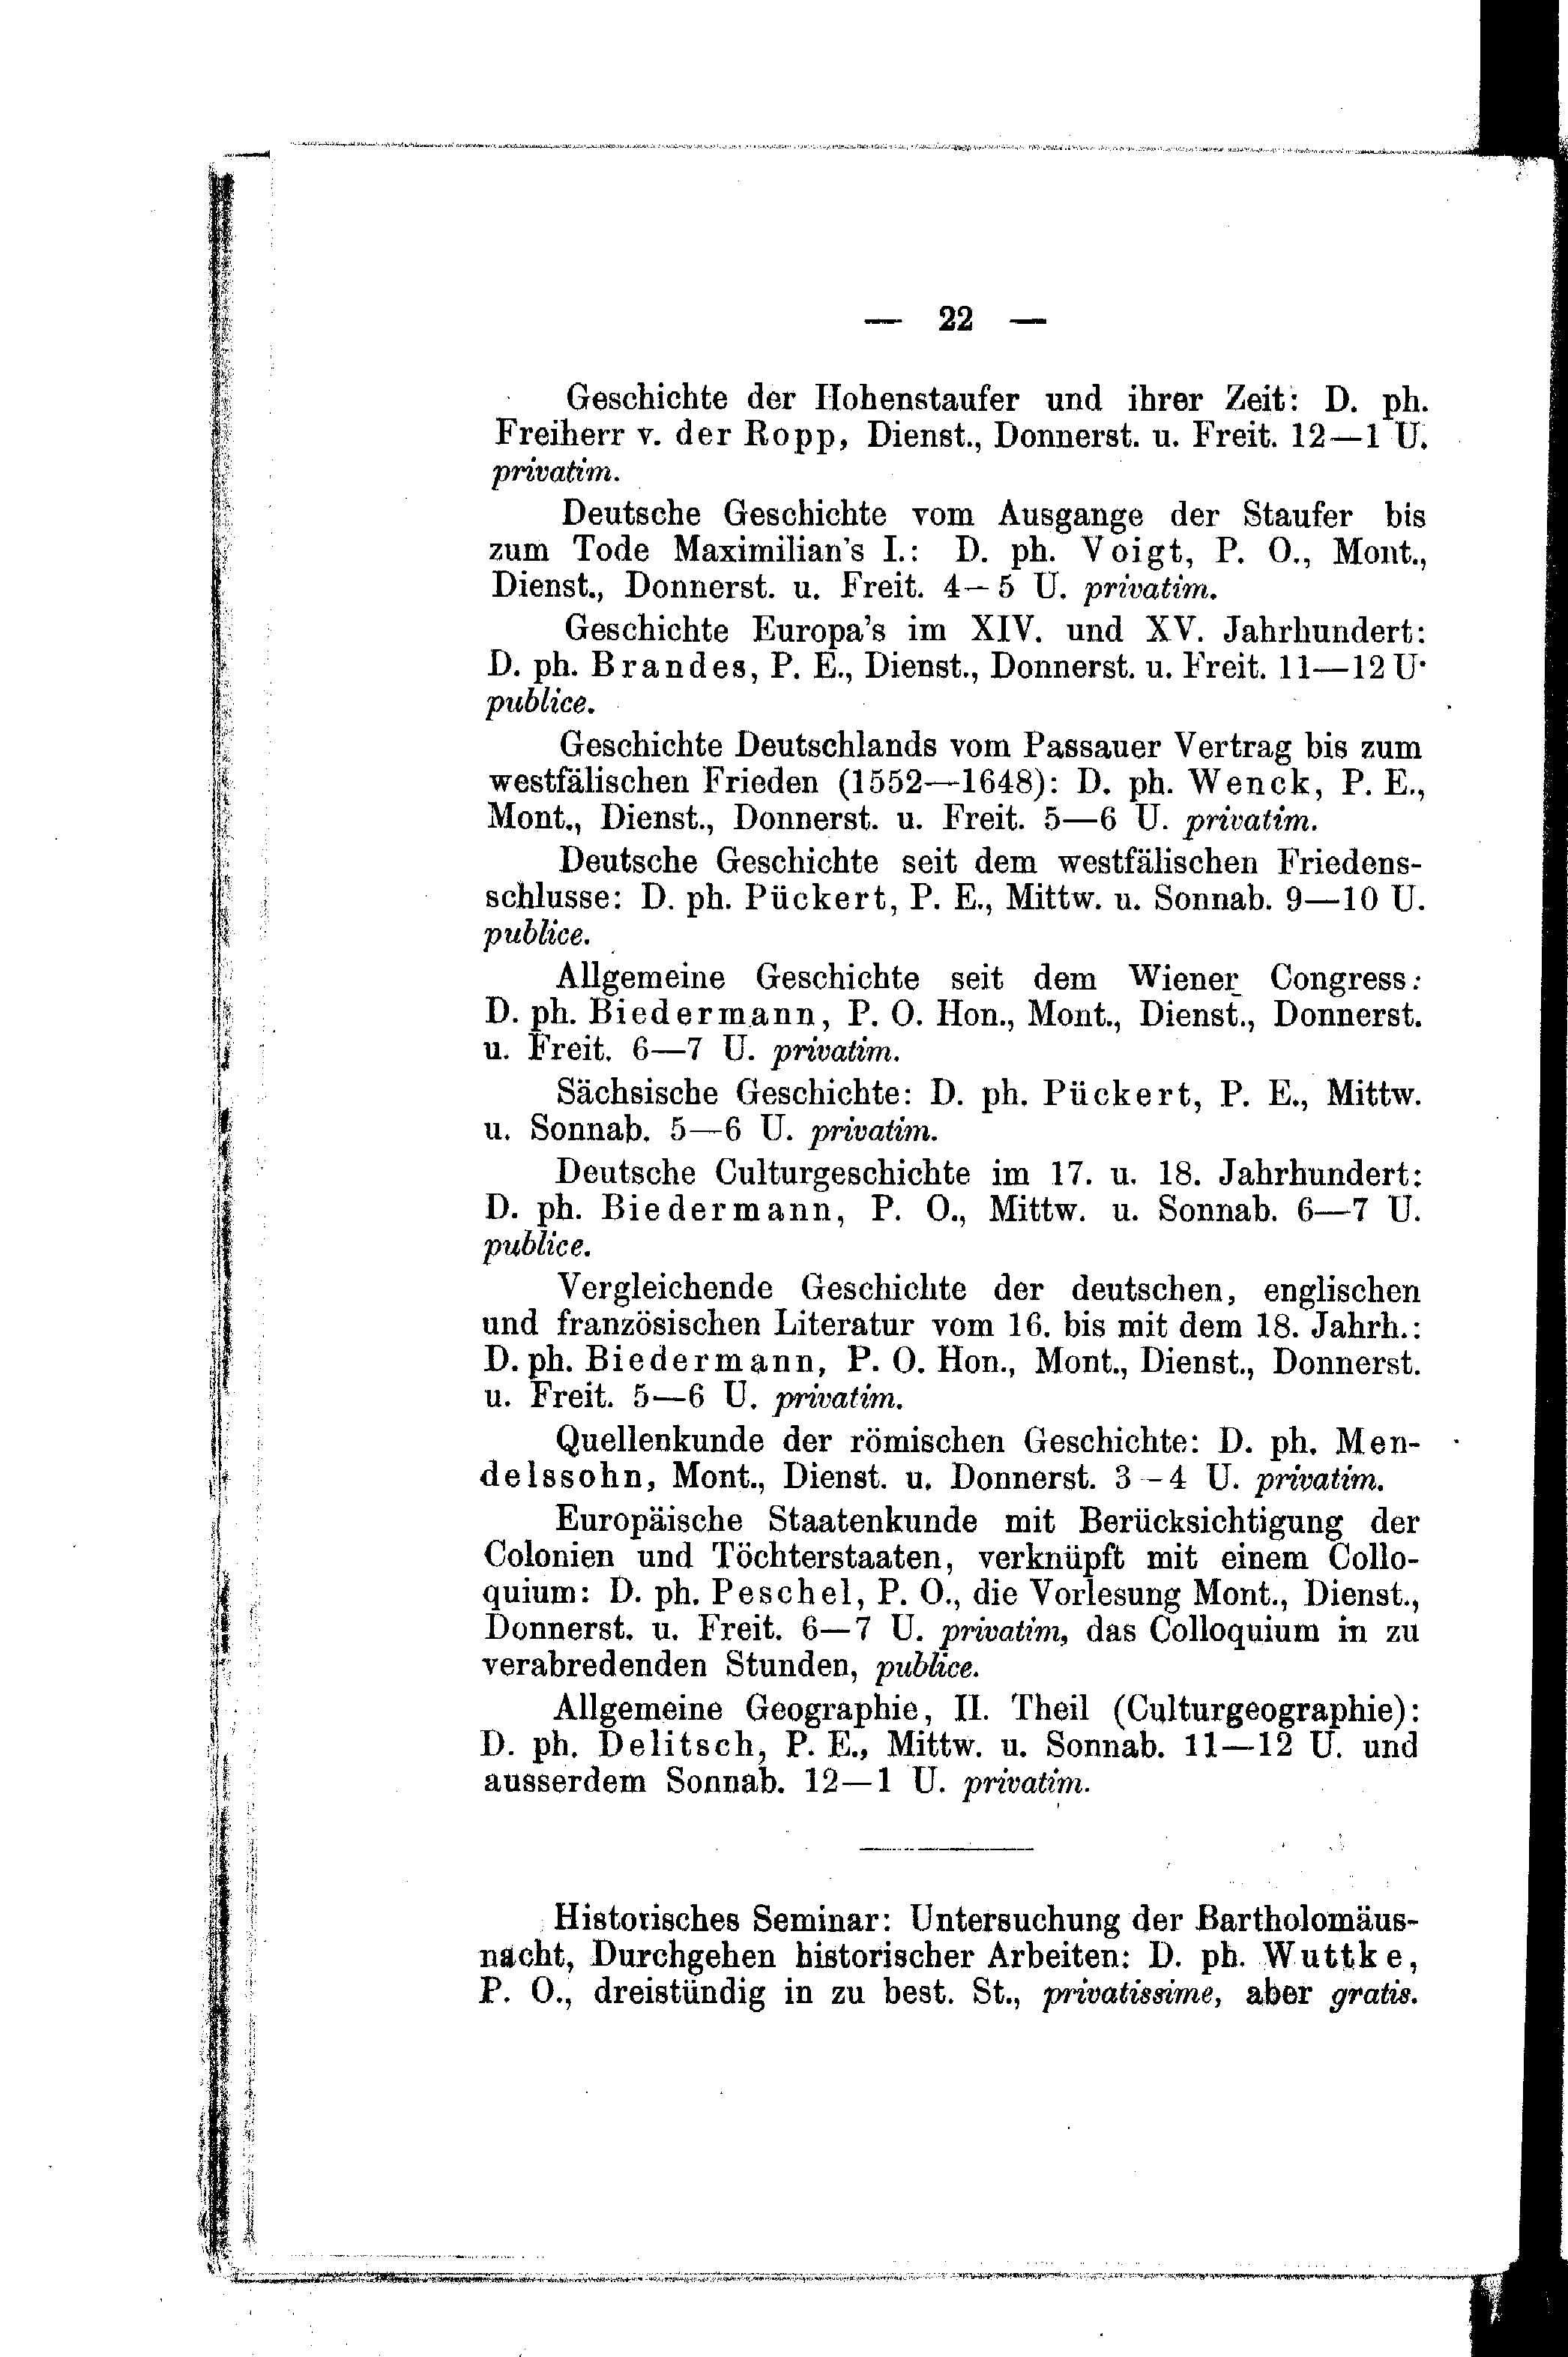 — 22 —
Geschichte der Hohenstaufer und ihrer Zeit: D. ph.
Freiherr v. der Ropp, Dienst., Donnerst. u. Freit. 12—1 U.
privatim.
Deutsche Geschichte vom Ausgange der Staufer bis
zum Tode Maximilian's I.: D. ph. Voigt, P. O., Mont.,
Dienst., Donnerst. u. Freit. 4—5 U. privatim.
Geschichte Europa's im XIV. und XV. Jahrhundert:
D. ph. Brandes, P. E., Dienst., Donnerst. u. Freit. 11—12 U.
publice.
Geschichte Deutschlands vom Passauer Vertrag bis zum
westfälischen Frieden (1552—1648): D. ph. Wenck, P. E.,
Mont., Dienst., Donnerst. u. Freit. 5—6 U. privatim.
Deutsche Geschichte seit dem westfälischen Friedens-
schlusse: D. ph. Pückert, P. E., Mittw. u. Sonnab. 9—10 U.
publice.
Allgemeine Geschichte seit dem Wiener Congress:
D. ph. Biedermann, P. O. Hon., Mont., Dienst., Donnerst.
u. Freit. 6—7 U. privatim.
Sächsische Geschichte: D. ph. Pückert, P. E., Mittw.
u. Sonnab. 5—6 U. privatim.
Deutsche Culturgeschichte im 17. u. 18. Jahrhundert:
D. ph. Biedermann, P. O., Mittw. u. Sonnab. 6—7 U.
publice.
Vergleichende Geschichte der deutschen, englischen
und französischen Literatur vom 16. bis mit dem 18. Jahrh.:
D. ph. Biedermann, P. O. Hon., Mont., Dienst., Donnerst.
u. Freit. 5—6 U. privatim.
Quellenkunde der römischen Geschichte: D. ph. Men-
delssohn, Mont., Dienst. u. Donnerst. 3—4 U. privatim.
Europäische Staatenkunde mit Berücksichtigung der
Colonien und Töchterstaaten, verknüpft mit einem Collo-
quium: D. ph. Peschel, P. O., die Vorlesung Mont., Dienst.,
Donnerst. u. Freit. 6—7 U. privatim, das Colloquium in zu
verabredenden Stunden, publice.
Allgemeine Geographie, II. Theil (Culturgeographie):
D. ph. Delitsch, P. E., Mittw. u. Sonnab. 11—12 U. und
ausserdem Sonnab. 12—1 U. privatim.
Historisches Seminar: Untersuchung der Bartholomäus-
nacht, Durchgehen historischer Arbeiten: D. ph. Wuttke,
P. O., dreistündig in zu best. St., privatissime, aber gratis.